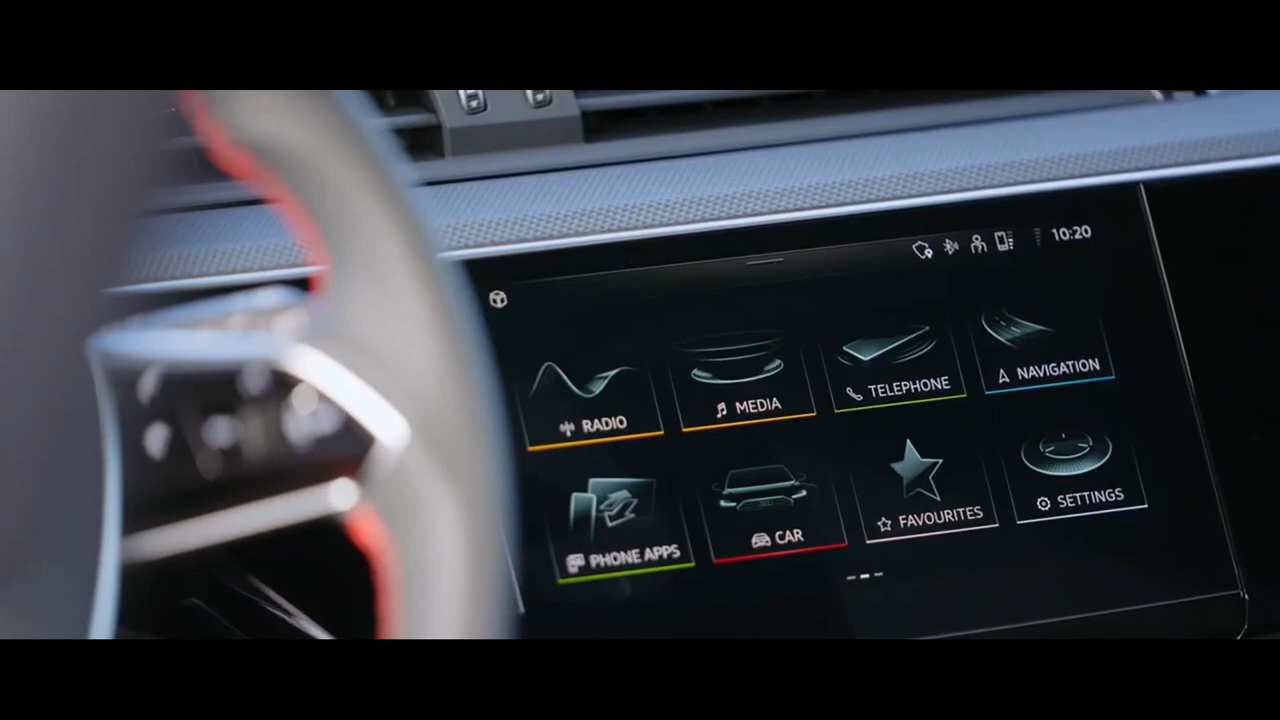 10:20
RADIO
MEDIA
TELEPHONE
NAVIGATION
PHONE APPS
CAR
FAVOURITES
SETTINGS